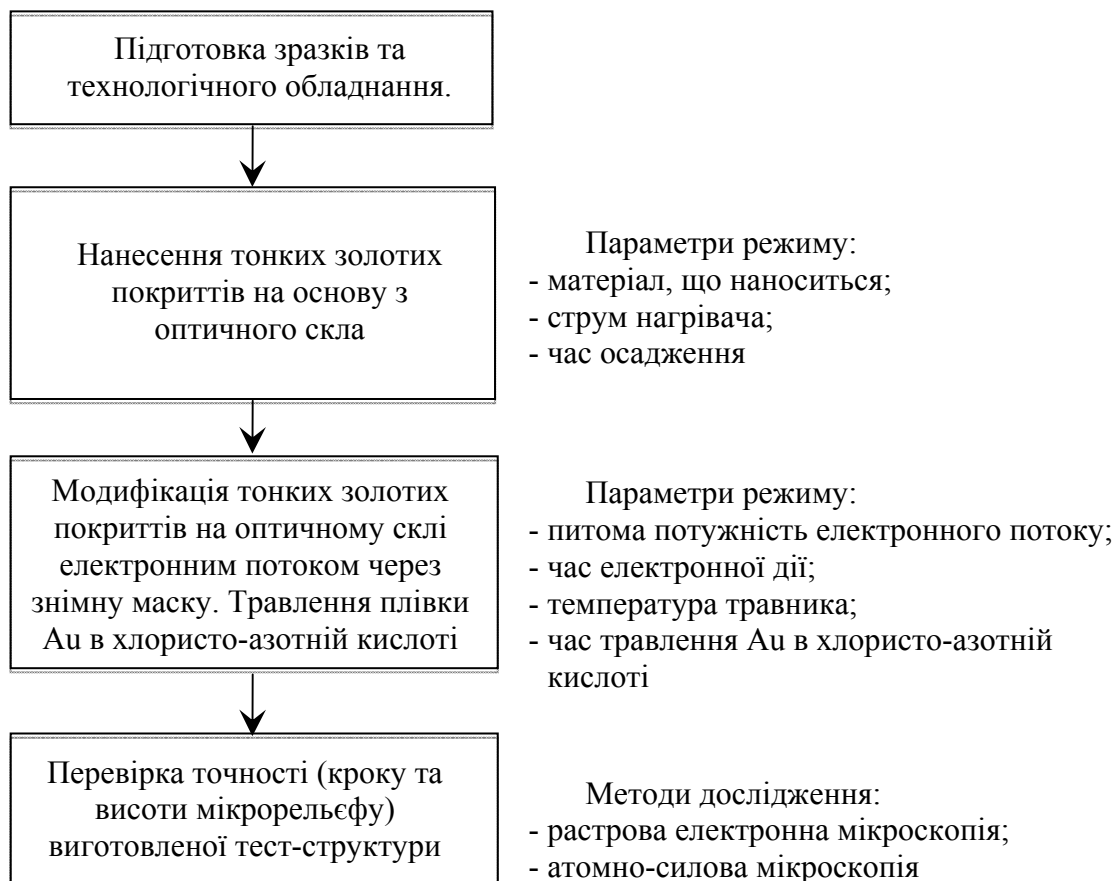 Підготовка зразків та
технологічного обладнання.
Нанесення тонких золотих
покриттів на основу з
оптичного скла
Параметри режиму:
- матеріал, що наноситься;
- струм нагрівача;
- час осадження
Модифікація тонких золотих
покриттів на оптичному склі
електронним потоком через
знімну маску. Травлення плівки
Au в хлористо-азотній кислоті
Параметри режиму:
- питома потужність електронного потоку;
- час електронної дії;
- температура травника;
- час травлення Au в хлористо-азотній
кислоті
Перевірка точності (кроку та
висоти мікрорельєфу)
виготовленої тест-структури
Методи дослідження:
- растрова електронна мікроскопія;
- атомно-силова мікроскопія